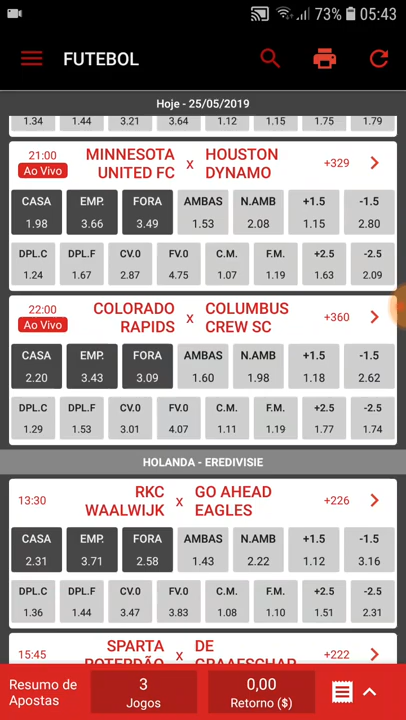 73% 05:43
FUTEBOL
Hoje - 25/05/2019
1.34 1.44 3.21 3.64 1.12 1.15 1.75 1.79
21:00 MINNESOTA UNITED FC x HOUSTON DYNAMO +329
Ao Vivo
CASA EMP. FORA AMBAS N.AMB +1.5 -1.5
1.98 3.66 3.49 1.53 2.08 1.15 2.80
DPL.C DPL.F CV.0 FV.0 C.M. F.M. +2.5 -2.5
1.24 1.67 2.87 4.75 1.07 1.19 1.63 2.09
22:00 COLORADO RAPIDS x COLUMBUS CREW SC +360
Ao Vivo
CASA EMP. FORA AMBAS N.AMB +1.5 -1.5
2.20 3.43 3.09 1.60 1.98 1.18 2.62
DPL.C DPL.F CV.0 FV.0 C.M. F.M. +2.5 -2.5
1.29 1.53 3.01 4.07 1.11 1.19 1.77 1.74
HOLANDA - EREDIVISIE
13:30 RKC WAALWIJK x GO AHEAD EAGLES +226
CASA EMP. FORA AMBAS N.AMB +1.5 -1.5
2.31 3.71 2.58 1.43 2.22 1.12 3.16
DPL.C DPL.F CV.0 FV.0 C.M. F.M. +2.5 -2.5
1.36 1.44 3.47 3.83 1.08 1.10 1.51 2.31
15:45 SPARTA ROTERDÃO x DE GRAAFSCHAP +222
Resumo de Apostas
3 Jogos
0,00 Retorno ($)